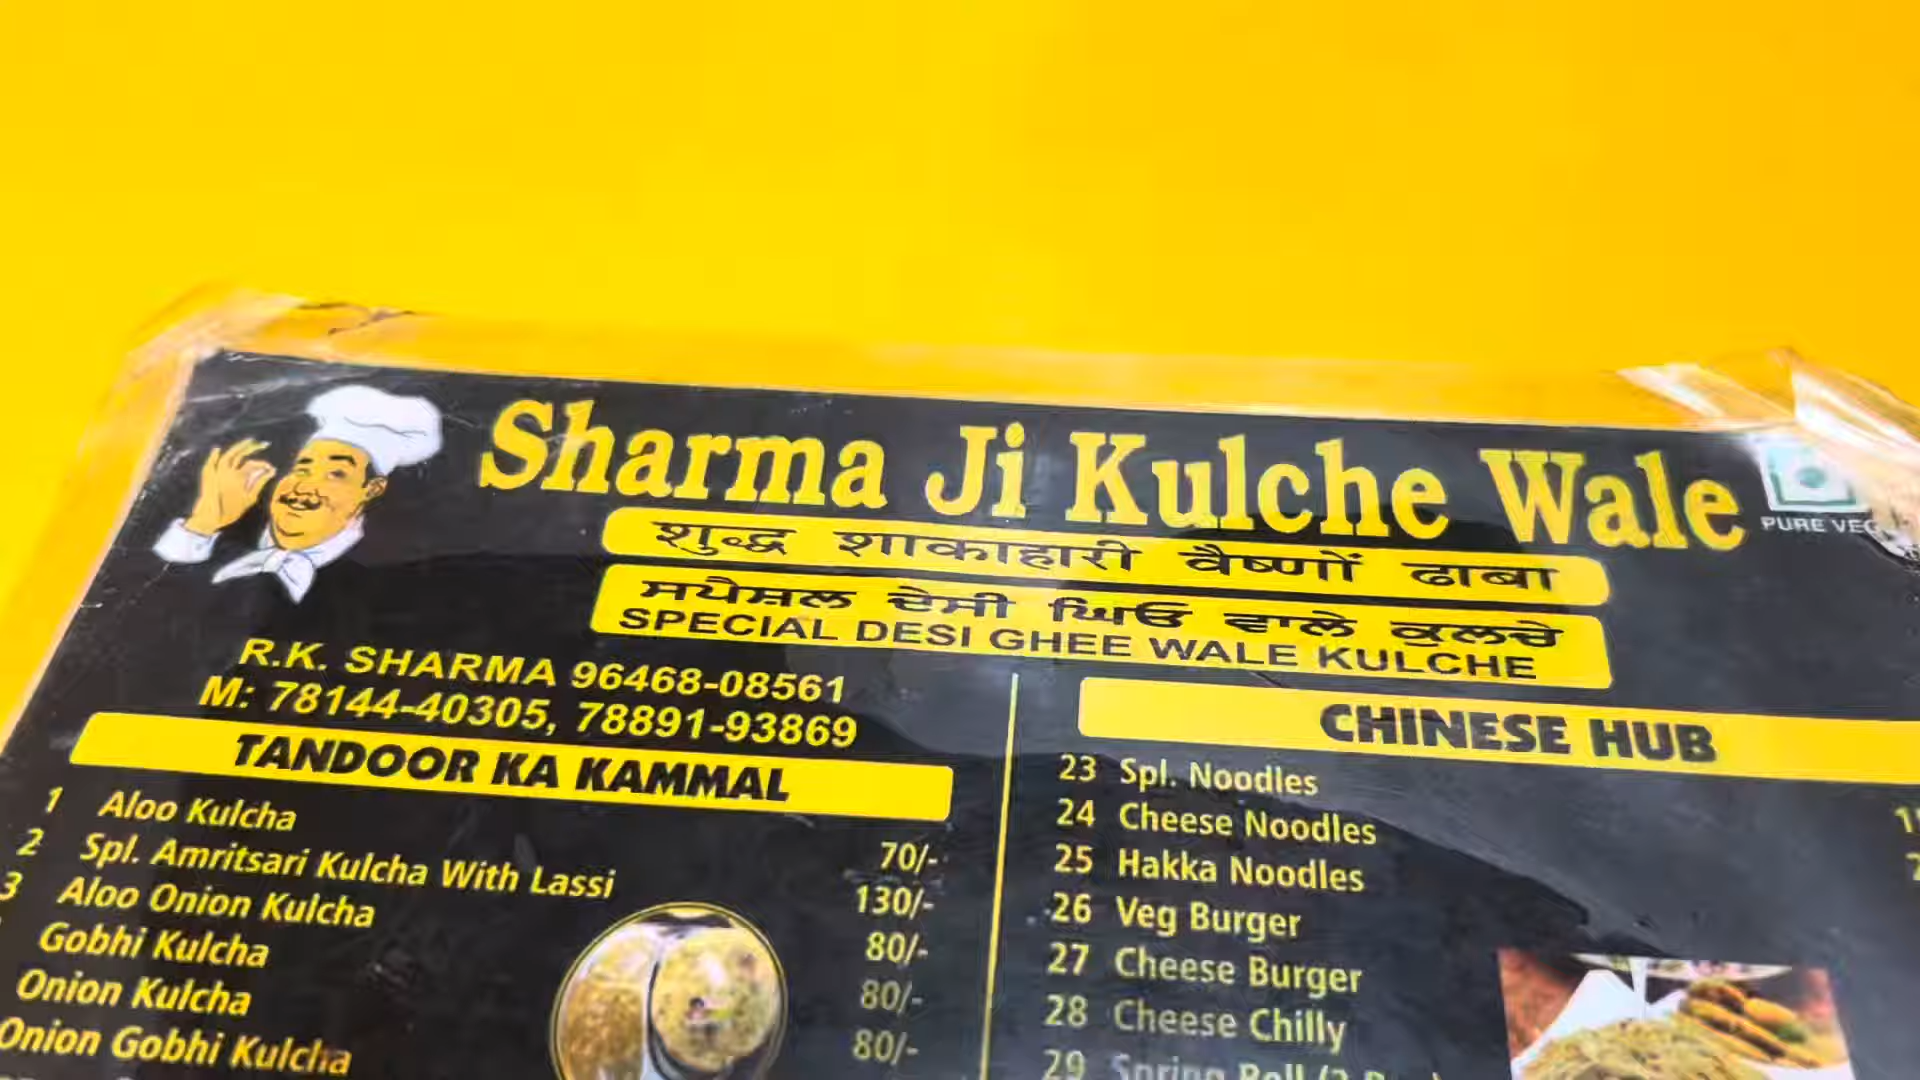 Sharma Ji Kulche Wale
PURE VEG
शुद्ध शाकाहारी वैष्णों ढाबा
ਸਪੈਸ਼ਲ ਦੇਸੀ ਘਿਓ ਵਾਲੇ ਕੁਲਚੇ
SPECIAL DESI GHEE WALE KULCHE
R.K. SHARMA 96468-08561
M: 78144-40305, 78891-93869
TANDOOR KA KAMMAL
1 Aloo Kulcha 70/-
2 Spl. Amritsari Kulcha With Lassi 130/-
3 Aloo Onion Kulcha 80/-
Gobhi Kulcha 80/-
Onion Kulcha 80/-
Onion Gobhi Kulcha
CHINESE HUB
23 Spl. Noodles
24 Cheese Noodles
25 Hakka Noodles
26 Veg Burger
27 Cheese Burger
28 Cheese Chilly
29 Spring Roll